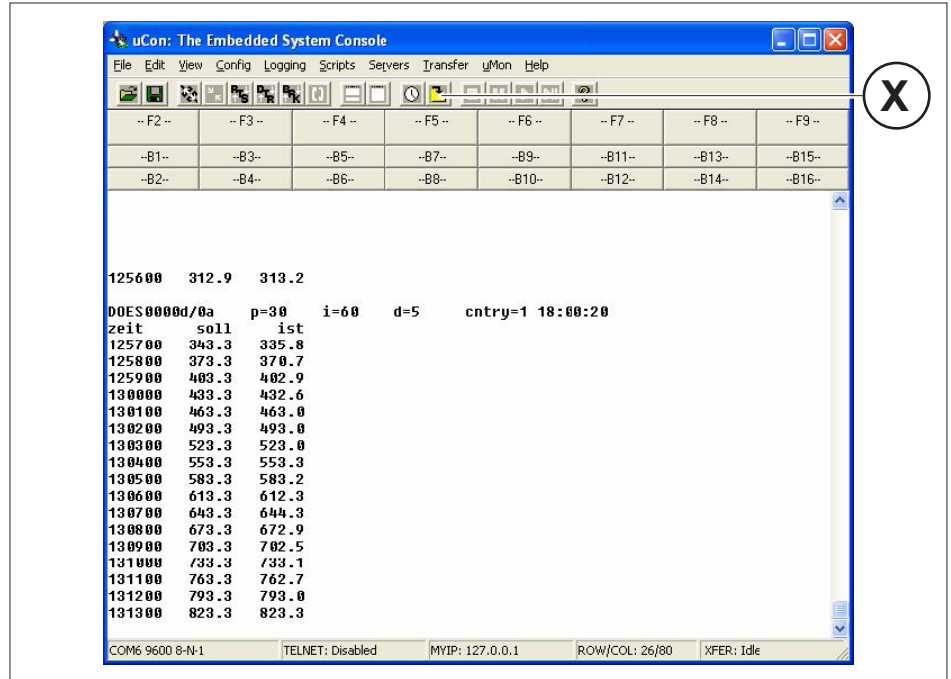 uCon: The Embedded System Console
File Edit View Config Logging Scripts Servers Transfer uMon Help
RTS DTR BRK
X
-- F2 -- -- F3 -- -- F4 -- -- F5 -- -- F6 -- -- F7 -- -- F8 -- -- F9 --
--B1-- --B3-- --B5-- --B7-- --B9-- --B11-- --B13-- --B15--
--B2-- --B4-- --B6-- --B8-- --B10-- --B12-- --B14-- --B16--
125600 312.9 313.2
DOES0000d/0a p=30 i=60 d=5 cntry=1 18:00:20
zeit soll ist
125700 343.3 335.8
125800 373.3 370.7
125900 403.3 402.9
130000 433.3 432.6
130100 463.3 463.0
130200 493.3 493.0
130300 523.3 523.0
130400 553.3 553.3
130500 583.3 583.2
130600 613.3 612.3
130700 643.3 644.3
130800 673.3 672.9
130900 703.3 702.5
131000 733.3 733.1
131100 763.3 762.7
131200 793.3 793.0
131300 823.3 823.3
COM6 9600 8-N-1 TELNET: Disabled MYIP: 127.0.0.1 ROW/COL: 26/80 XFER: Idle